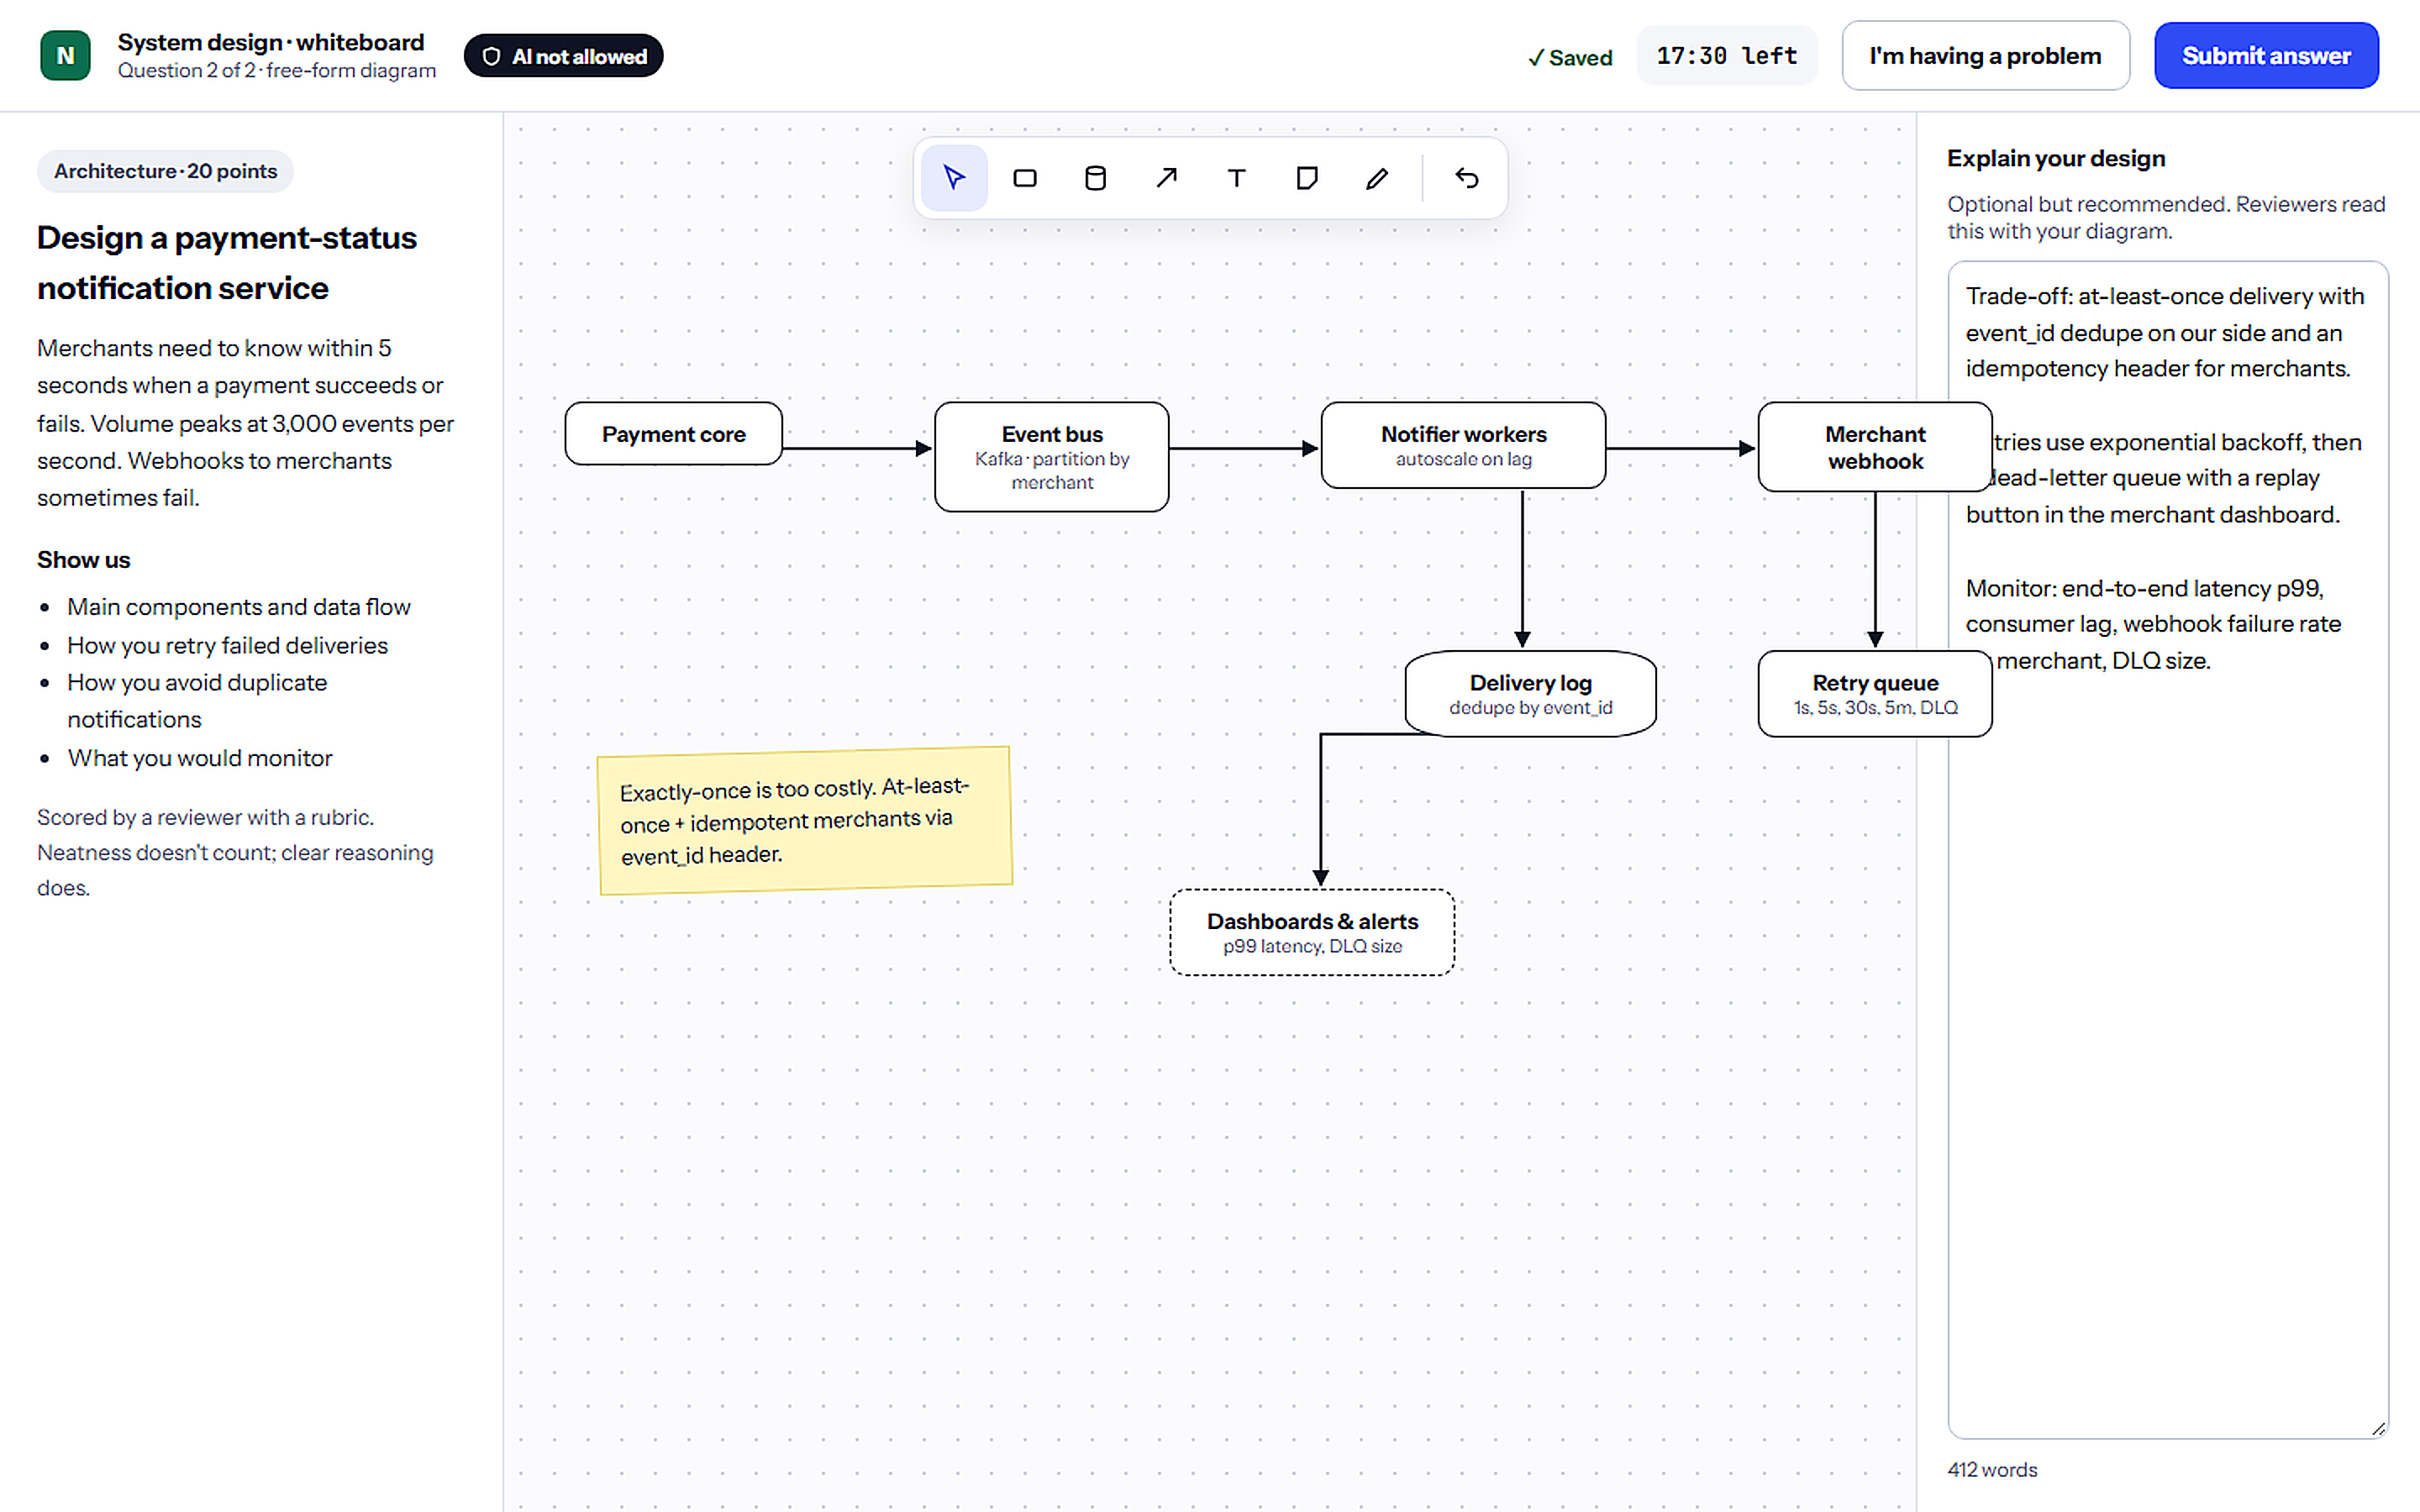 N
System design · whiteboard
Question 2 of 2 · free-form diagram
AI not allowed
✓ Saved
17:30 left
I'm having a problem
Submit answer
Architecture · 20 points
Design a payment-status
notification service
Merchants need to know within 5
seconds when a payment succeeds or
fails. Volume peaks at 3,000 events per
second. Webhooks to merchants
sometimes fail.
Show us
• Main components and data flow
• How you retry failed deliveries
• How you avoid duplicate
notifications
• What you would monitor
Scored by a reviewer with a rubric.
Neatness doesn't count; clear reasoning
does.
T
Payment core
Event bus
Kafka · partition by
merchant
Notifier workers
autoscale on lag
Merchant
webhook
Delivery log
dedupe by event_id
Retry queue
1s, 5s, 30s, 5m, DLQ
Exactly-once is too costly. At-least-
once + idempotent merchants via
event_id header.
Dashboards & alerts
p99 latency, DLQ size
Explain your design
Optional but recommended. Reviewers read
this with your diagram.
Trade-off: at-least-once delivery with
event_id dedupe on our side and an
idempotency header for merchants.
use exponential backoff, then
dead-letter queue with a replay
button in the merchant dashboard.
Monitor: end-to-end latency p99,
consumer lag, webhook failure rate
merchant, DLQ size.
412 words